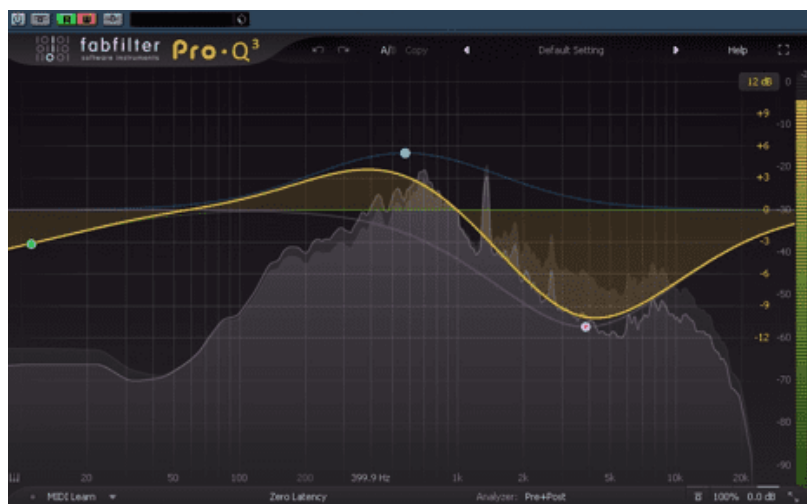 fabfilter Pro·Q³
software instruments
A/B Copy Default Setting Help
12 dB 0
+9 -10
+6
+3 -20
0 -30
-3
-6 -40
-9 -50
-12
-60
-70
-80
-90
20 50 100 200 399.9 Hz 1k 2k 5k 10k 20k
MIDI Learn Zero Latency Analyzer: Pre+Post 100% 0.0 dB